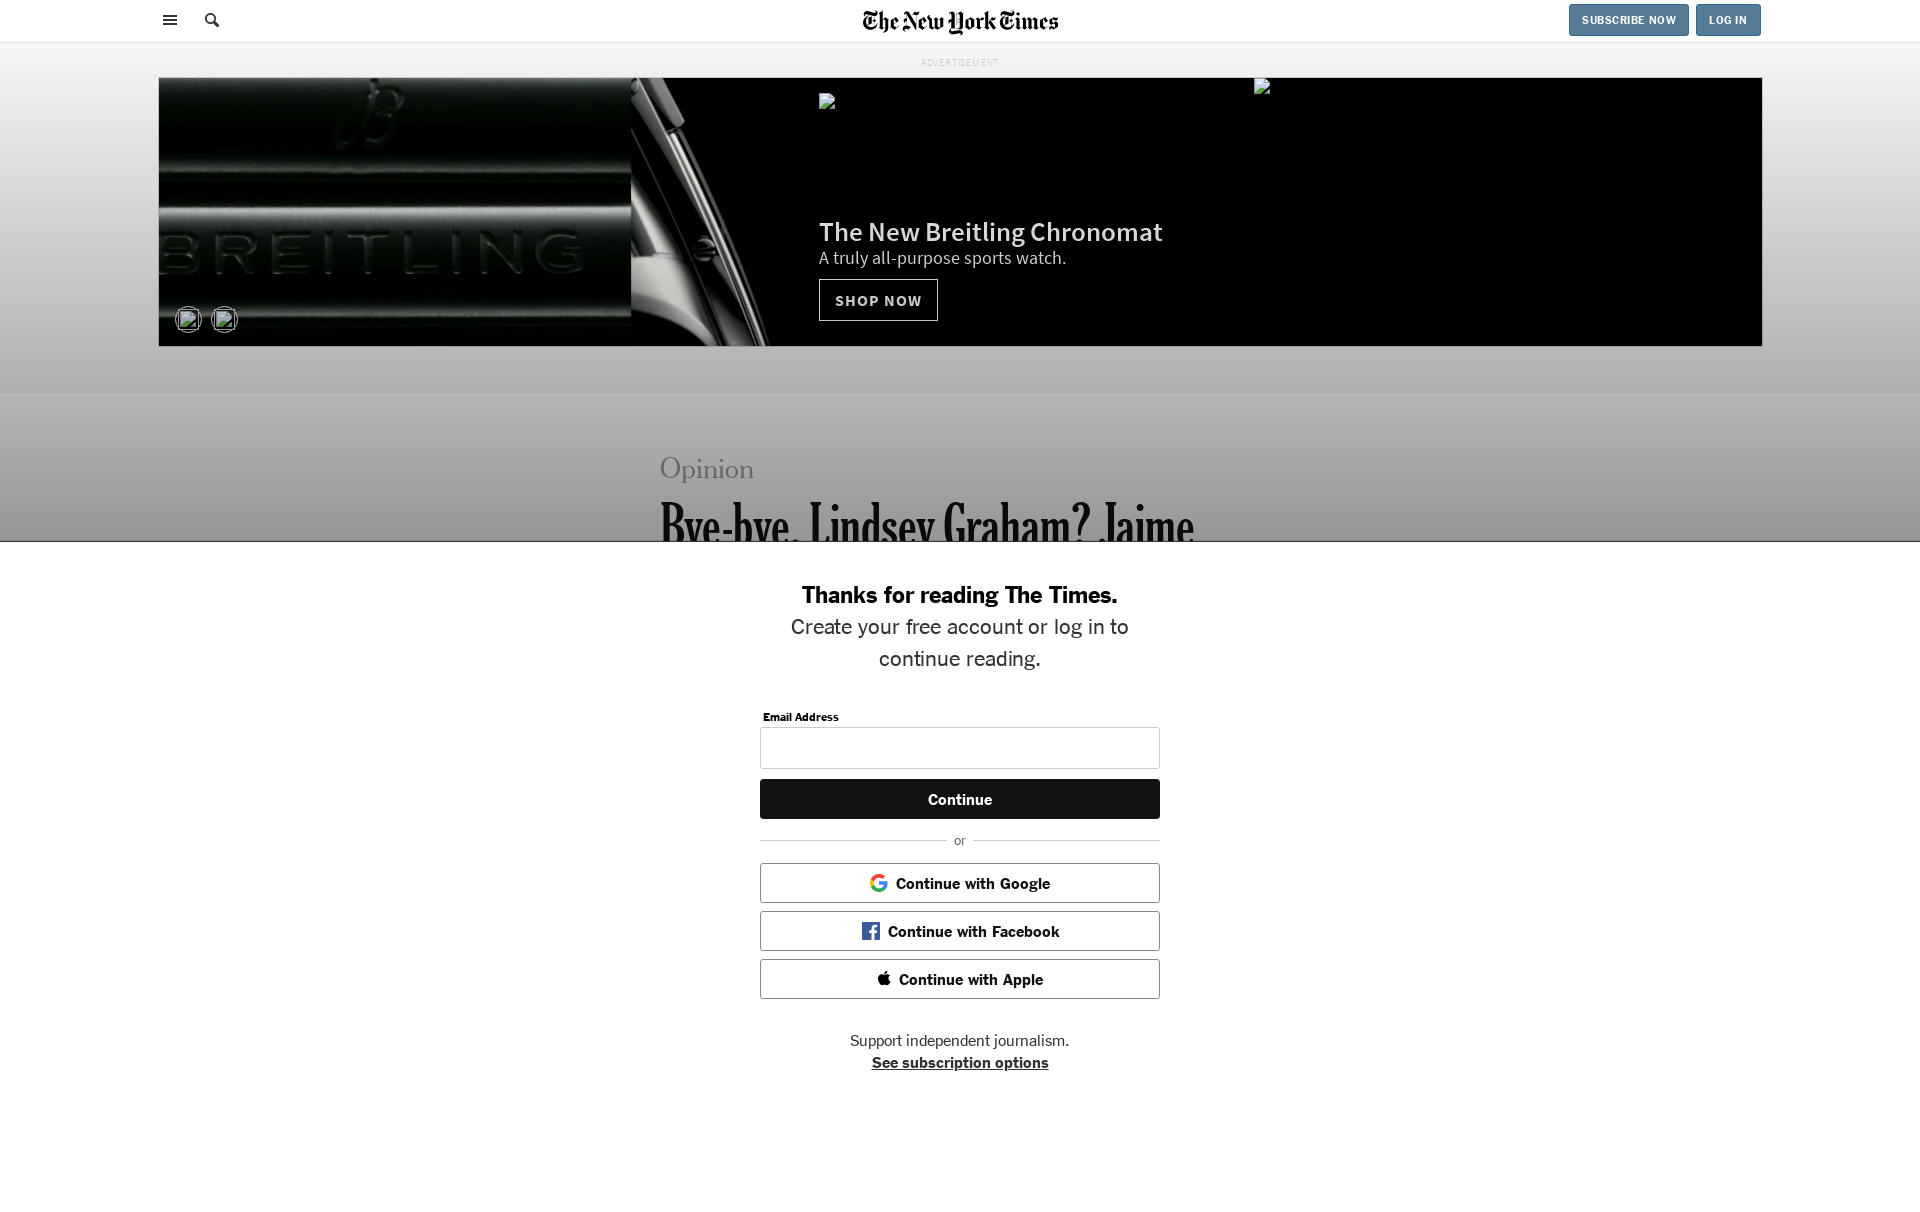 The New York Times
SUBSCRIBE NOW
LOG IN
ADVERTISEMENT
B
BREITLING
The New Breitling Chronomat
A truly all-purpose sports watch.
SHOP NOW
Opinion
Bye-bye, Lindsey Graham? Jaime
Thanks for reading The Times.
Create your free account or log in to
continue reading.
Email Address
Continue
or
Continue with Google
Continue with Facebook
Continue with Apple
Support independent journalism.
See subscription options